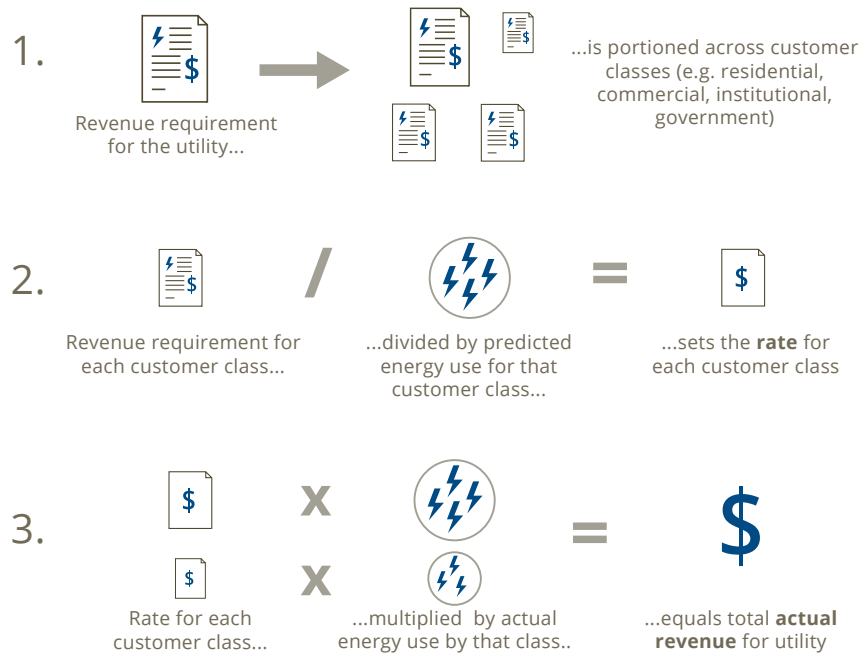 1.
Revenue requirement
for the utility...
...is portioned across customer
classes (e.g. residential,
commercial, institutional,
government)
$
$
$
$
$
2.
$
/
=
$
Revenue requirement for
each customer class...
...divided by predicted
energy use for that
customer class...
...sets the rate for
each customer class
3.
$
x
=
$
$
x
Rate for each
customer class...
...multiplied  by actual
energy use by that class..
...equals total actual
revenue for utility